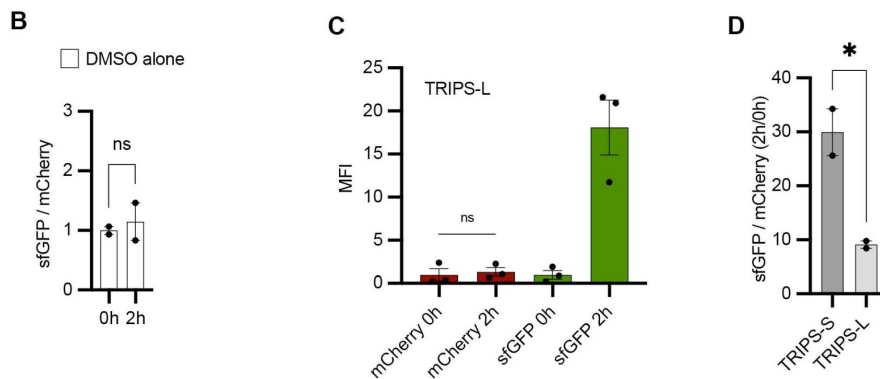 B
DMSO alone
sfGFP / mCherry
3
2
1
0
ns
0h
2h
C
TRIPS-L
MFI
25
20
15
10
5
0
ns
mCherry 0h
mCherry 2h
sfGFP 0h
sfGFP 2h
D
*
sfGFP / mCherry (2h/0h)
40
30
20
10
0
TRIPS-S
TRIPS-L